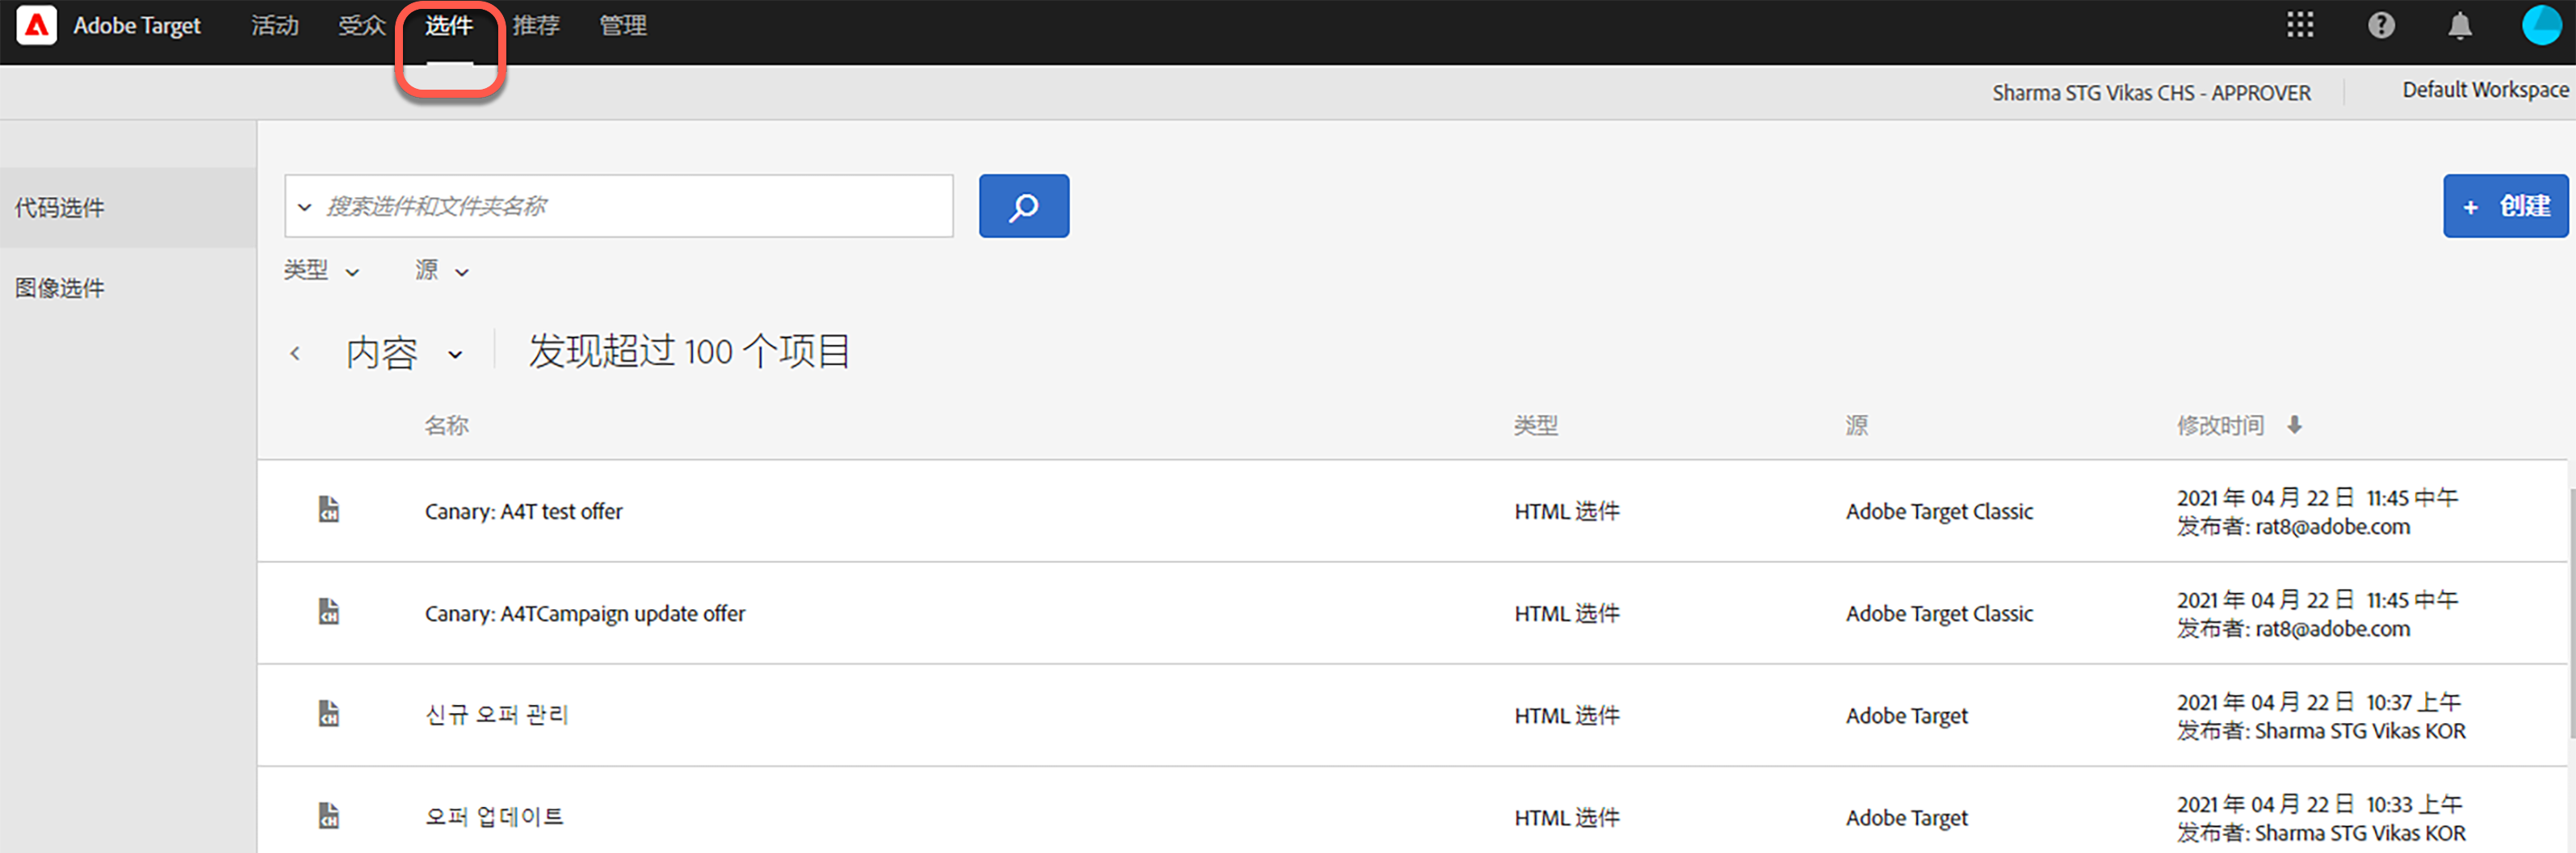 Adobe Target 活动 受众 选件 推荐 管理
Sharma STG Vikas CHS - APPROVER Default Workspace
代码选件
图像选件
搜索选件和文件夹名称
+ 创建
类型 源
内容 发现超过 100 个项目
名称 类型 源 修改时间
Canary: A4T test offer HTML 选件 Adobe Target Classic 2021 年 04 月 22 日 11:45 中午
发布者: rat8@adobe.com
Canary: A4TCampaign update offer HTML 选件 Adobe Target Classic 2021 年 04 月 22 日 11:45 中午
发布者: rat8@adobe.com
신규 오퍼 관리 HTML 选件 Adobe Target 2021 年 04 月 22 日 10:37 上午
发布者: Sharma STG Vikas KOR
오퍼 업데이트 HTML 选件 Adobe Target 2021 年 04 月 22 日 10:33 上午
发布者: Sharma STG Vikas KOR